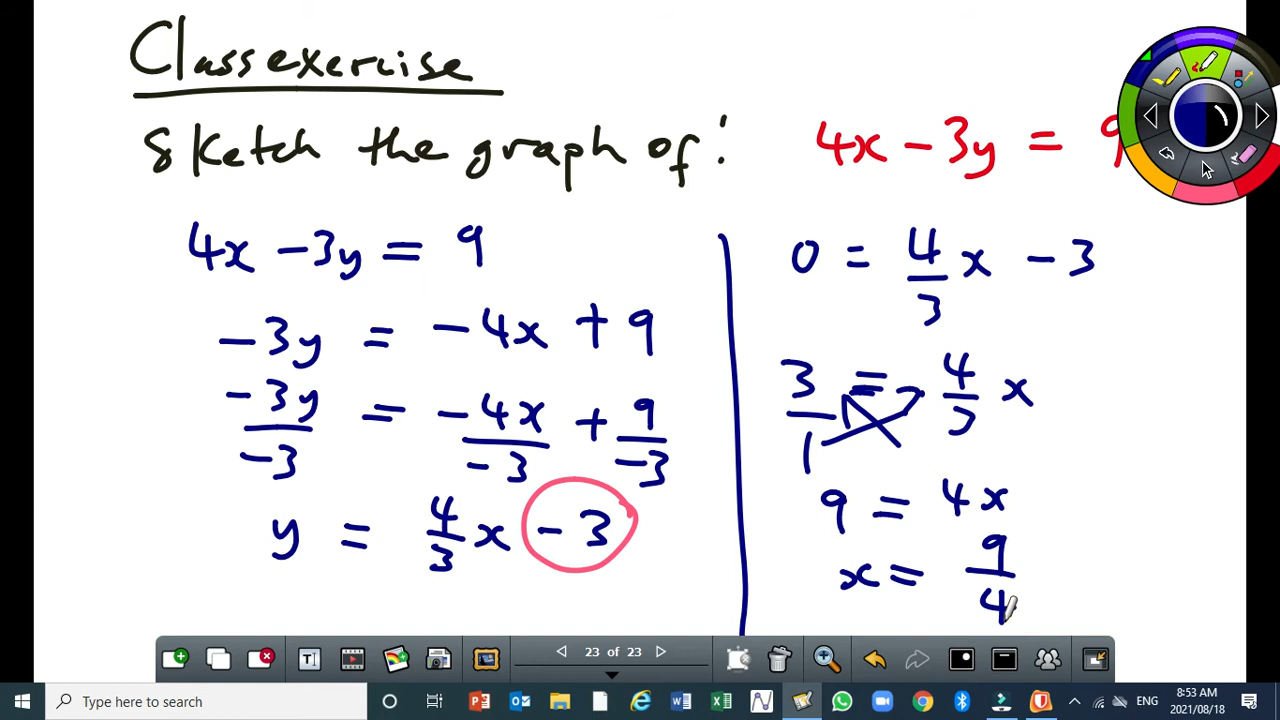 Class exercise
Sketch the graph of: 4x - 3y = 9
4x - 3y = 9
-3y = -4x + 9
-3y/-3 = -4x/-3 + 9/-3
y = 4/3 x - 3
0 = 4/3 x - 3
3/1 = 4/3 x
9 = 4x
x = 9/4
23 of 23
Type here to search
ENG
8:53 AM
2021/08/18